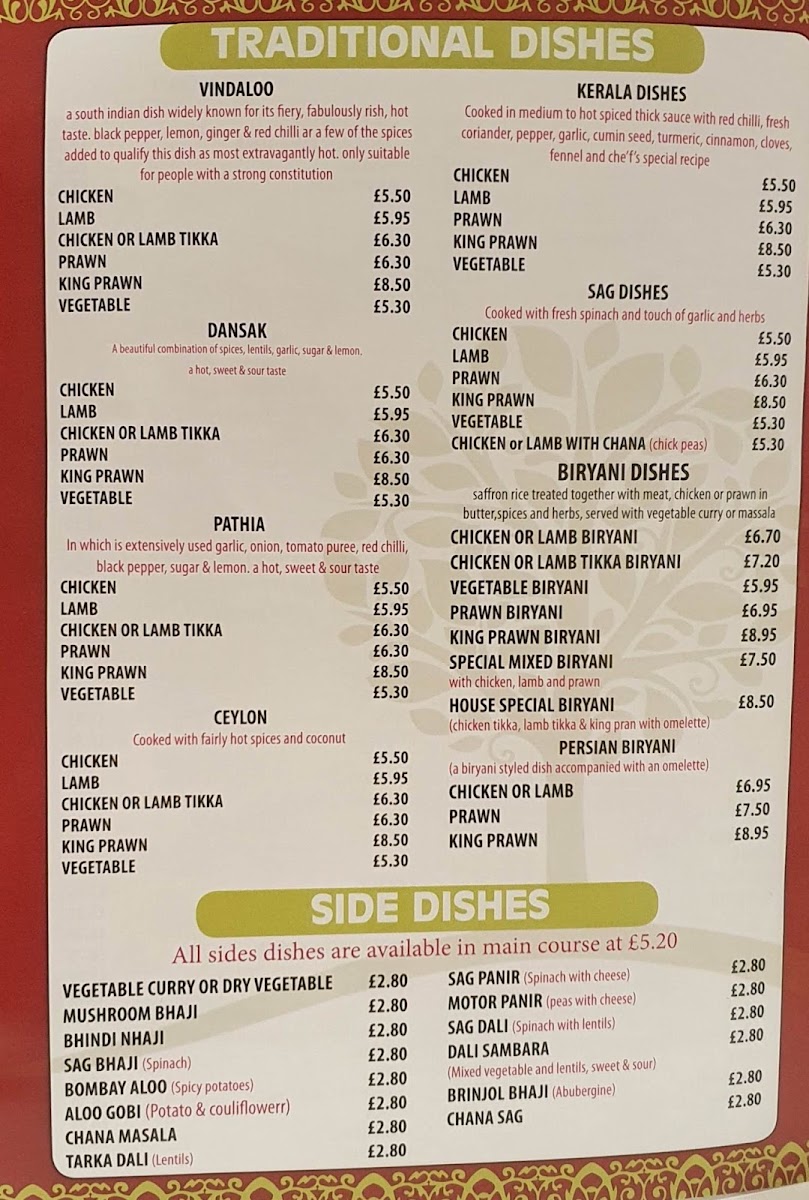 TRADITIONAL DISHES
VINDALOO
a south indian dish widely known for its fiery, fabulously rish, hot
taste. black pepper, lemon, ginger & red chilli ar a few of the spices
added to qualify this dish as most extravagantly hot. only suitable
for people with a strong constitution
CHICKEN £5.50
LAMB £5.95
CHICKEN OR LAMB TIKKA £6.30
PRAWN £6.30
KING PRAWN £8.50
VEGETABLE £5.30
DANSAK
A beautiful combination of spices, lentils, garlic, sugar & lemon.
a hot, sweet & sour taste
CHICKEN £5.50
LAMB £5.95
CHICKEN OR LAMB TIKKA £6.30
PRAWN £6.30
KING PRAWN £8.50
VEGETABLE £5.30
PATHIA
In which is extensively used garlic, onion, tomato puree, red chilli,
black pepper, sugar & lemon. a hot, sweet & sour taste
CHICKEN £5.50
LAMB £5.95
CHICKEN OR LAMB TIKKA £6.30
PRAWN £6.30
KING PRAWN £8.50
VEGETABLE £5.30
CEYLON
Cooked with fairly hot spices and coconut
CHICKEN £5.50
LAMB £5.95
CHICKEN OR LAMB TIKKA £6.30
PRAWN £6.30
KING PRAWN £8.50
VEGETABLE £5.30
KERALA DISHES
Cooked in medium to hot spiced thick sauce with red chilli, fresh
coriander, pepper, garlic, cumin seed, turmeric, cinnamon, cloves,
fennel and che'f's special recipe
CHICKEN £5.50
LAMB £5.95
PRAWN £6.30
KING PRAWN £8.50
VEGETABLE £5.30
SAG DISHES
Cooked with fresh spinach and touch of garlic and herbs
CHICKEN £5.50
LAMB £5.95
PRAWN £6.30
KING PRAWN £8.50
VEGETABLE £5.30
CHICKEN or LAMB WITH CHANA (chick peas) £5.30
BIRYANI DISHES
saffron rice treated together with meat, chicken or prawn in
butter,spices and herbs, served with vegetable curry or massala
CHICKEN OR LAMB BIRYANI £6.70
CHICKEN OR LAMB TIKKA BIRYANI £7.20
VEGETABLE BIRYANI £5.95
PRAWN BIRYANI £6.95
KING PRAWN BIRYANI £8.95
SPECIAL MIXED BIRYANI £7.50
with chicken, lamb and prawn
HOUSE SPECIAL BIRYANI £8.50
(chicken tikka, lamb tikka & king pran with omelette)
PERSIAN BIRYANI
(a biryani styled dish accompanied with an omelette)
CHICKEN OR LAMB £6.95
PRAWN £7.50
KING PRAWN £8.95
SIDE DISHES
All sides dishes are available in main course at £5.20
VEGETABLE CURRY OR DRY VEGETABLE £2.80
MUSHROOM BHAJI £2.80
BHINDI NHAJI £2.80
SAG BHAJI (Spinach) £2.80
BOMBAY ALOO (Spicy potatoes) £2.80
ALOO GOBI (Potato & couliflowerr) £2.80
CHANA MASALA £2.80
TARKA DALI (Lentils) £2.80
SAG PANIR (Spinach with cheese) £2.80
MOTOR PANIR (peas with cheese) £2.80
SAG DALI (Spinach with lentils) £2.80
DALI SAMBARA £2.80
(Mixed vegetable and lentils, sweet & sour)
BRINJOL BHAJI (Abubergine) £2.80
CHANA SAG £2.80